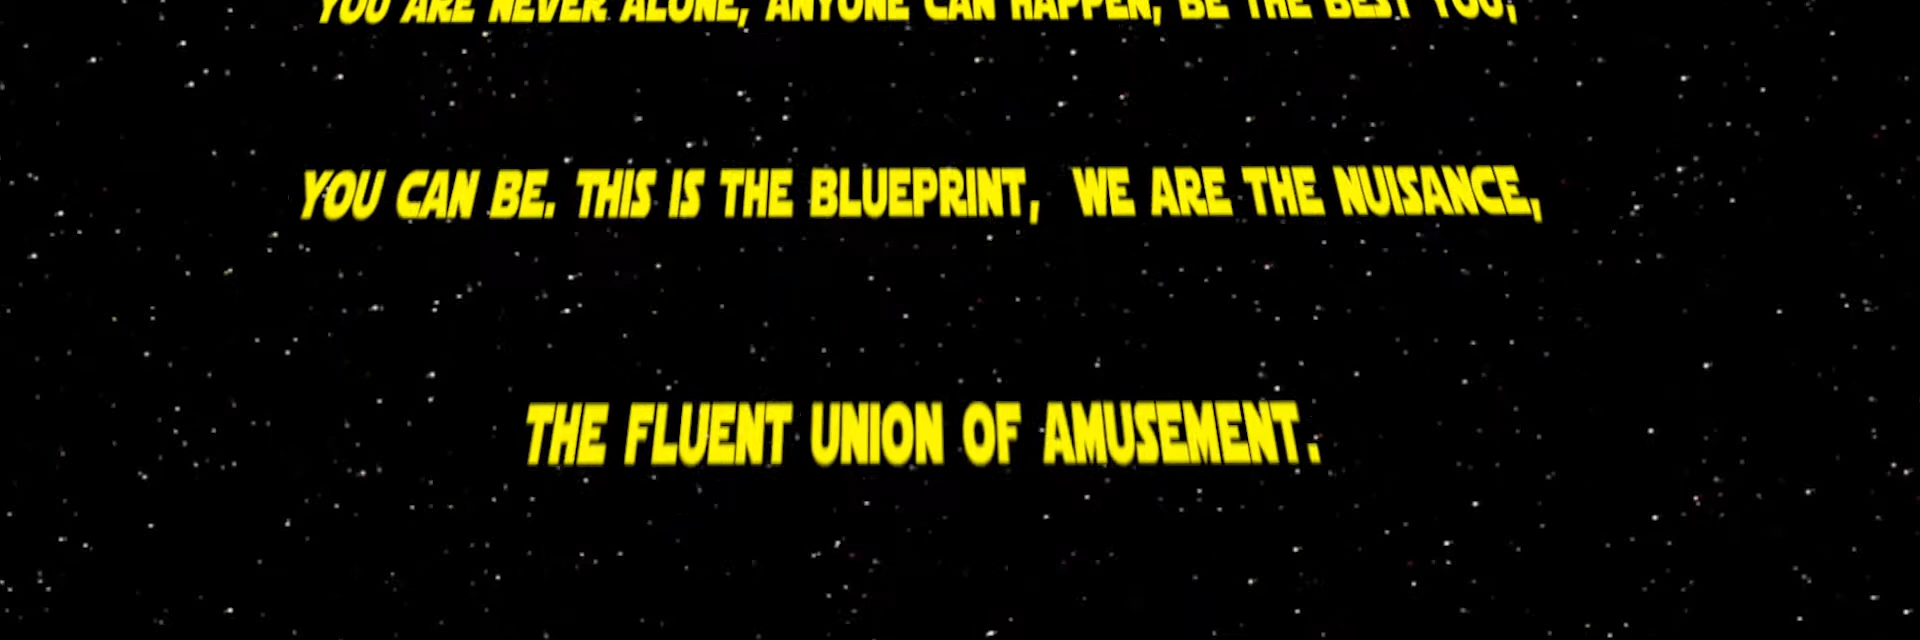 YOU ARE NEVER ALONE, ANYONE CAN HAPPEN, BE THE BEST YOU,
YOU CAN BE. THIS IS THE BLUEPRINT, WE ARE THE NUISANCE,
THE FLUENT UNION OF AMUSEMENT.